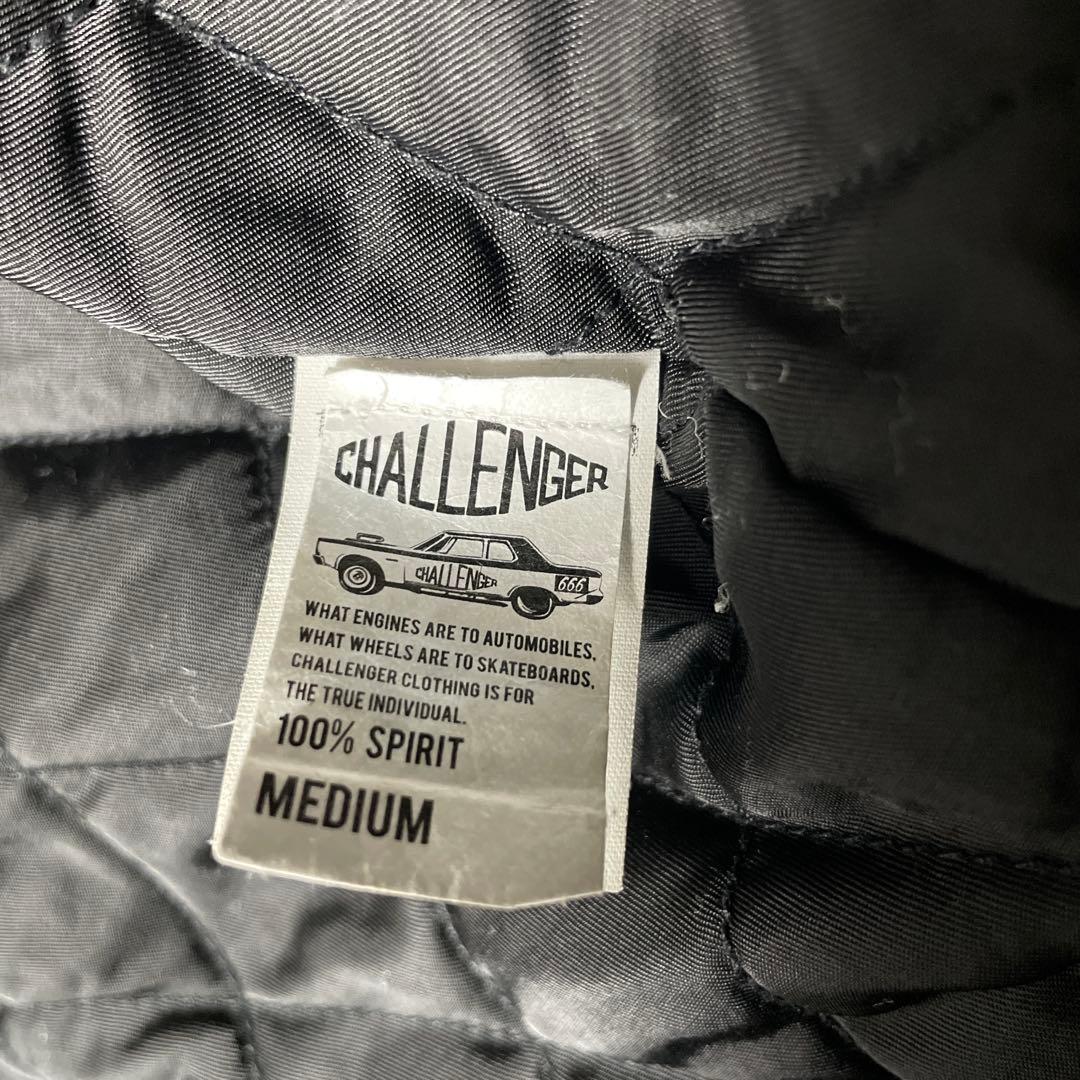 CHALLENGER
CHALLENGER
666
WHAT ENGINES ARE TO AUTOMOBILES,
WHAT WHEELS ARE TO SKATEBOARDS,
CHALLENGER CLOTHING IS FOR
THE TRUE INDIVIDUAL.
100% SPIRIT
MEDIUM